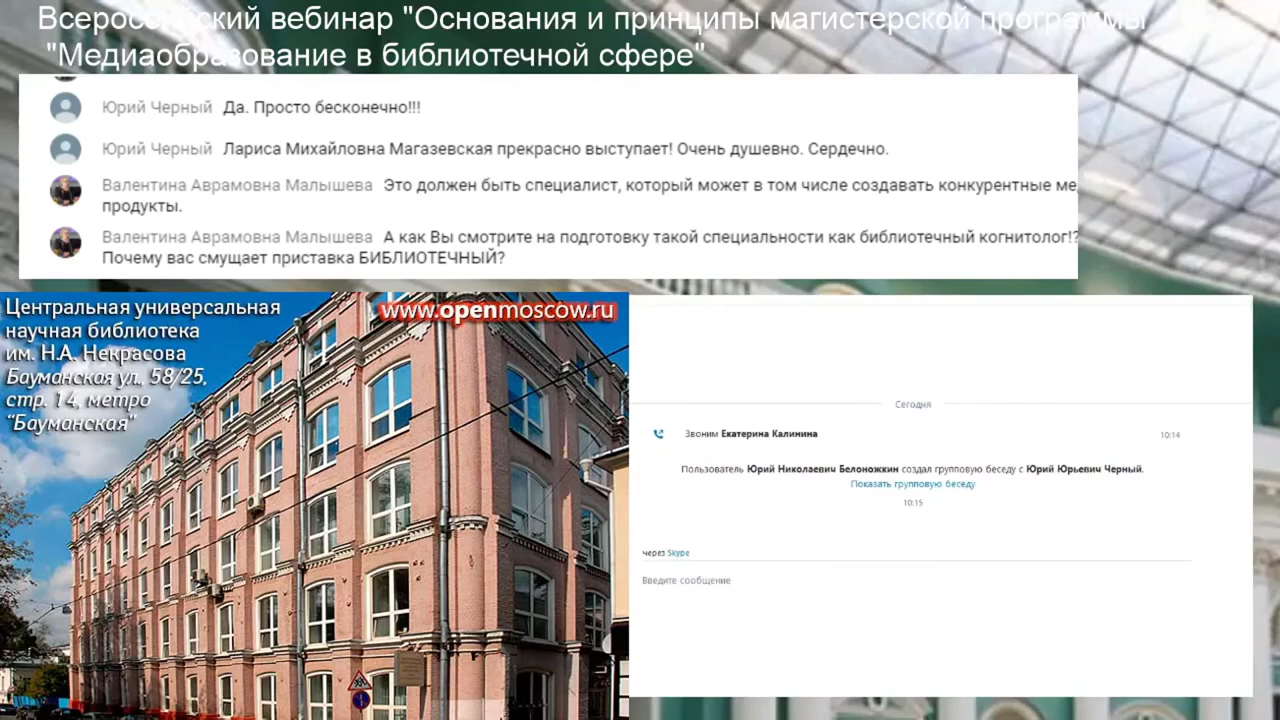 Всероссийский вебинар "Основания и принципы магистерской программы
"Медиаобразование в библиотечной сфере"
Юрий Черный Да. Просто бесконечно!!!
Юрий Черный Лариса Михайловна Магазевская прекрасно выступает! Очень душевно. Сердечно.
Валентина Аврамовна Малышева Это должен быть специалист, который может в том числе создавать конкурентные
продукты.
Валентина Аврамовна Малышева А как Вы смотрите на подготовку такой специальности как библиотечный когнитолог!?
Почему вас смущает приставка БИБЛИОТЕЧНЫЙ?
Центральная универсальная
научная библиотека
им. Н.А. Некрасова
Бауманская ул., 58/25,
стр. 14, метро
"Бауманская"
www.openmoscow.ru
Сегодня
Звоним Екатерина Калинина 10:14
Пользователь Юрий Николаевич Белоножкин создал групповую беседу с Юрий Юрьевич Черный.
Показать групповую беседу
10:15
через Skype
Введите сообщение